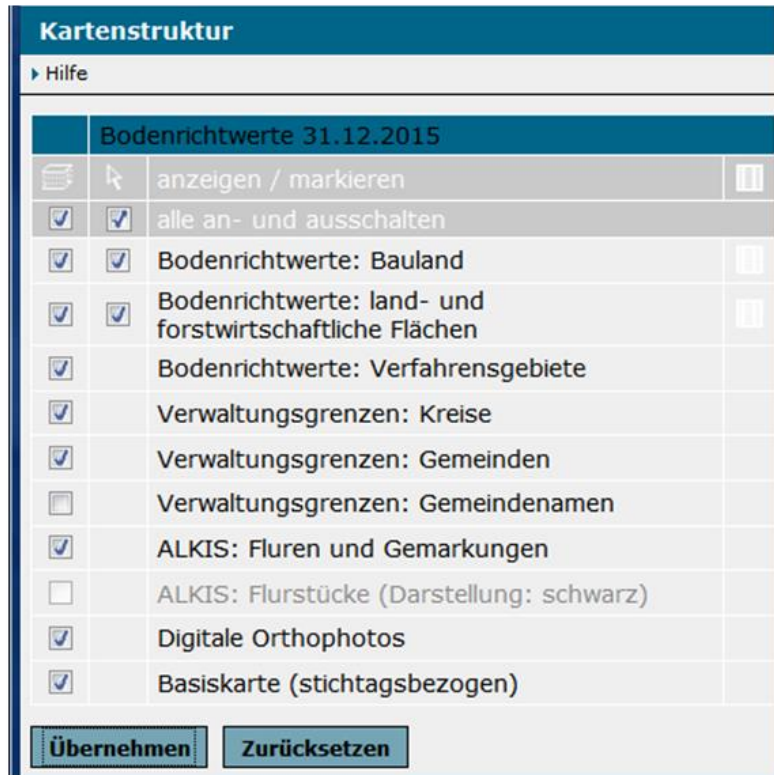 Kartenstruktur
Hilfe
Bodenrichtwerte 31.12.2015
anzeigen / markieren
alle an- und ausschalten
Bodenrichtwerte: Bauland
Bodenrichtwerte: land- und
forstwirtschaftliche Flächen
Bodenrichtwerte: Verfahrensgebiete
Verwaltungsgrenzen: Kreise
Verwaltungsgrenzen: Gemeinden
Verwaltungsgrenzen: Gemeindenamen
ALKIS: Fluren und Gemarkungen
ALKIS: Flurstücke (Darstellung: schwarz)
Digitale Orthophotos
Basiskarte (stichtagsbezogen)
Übernehmen Zurücksetzen